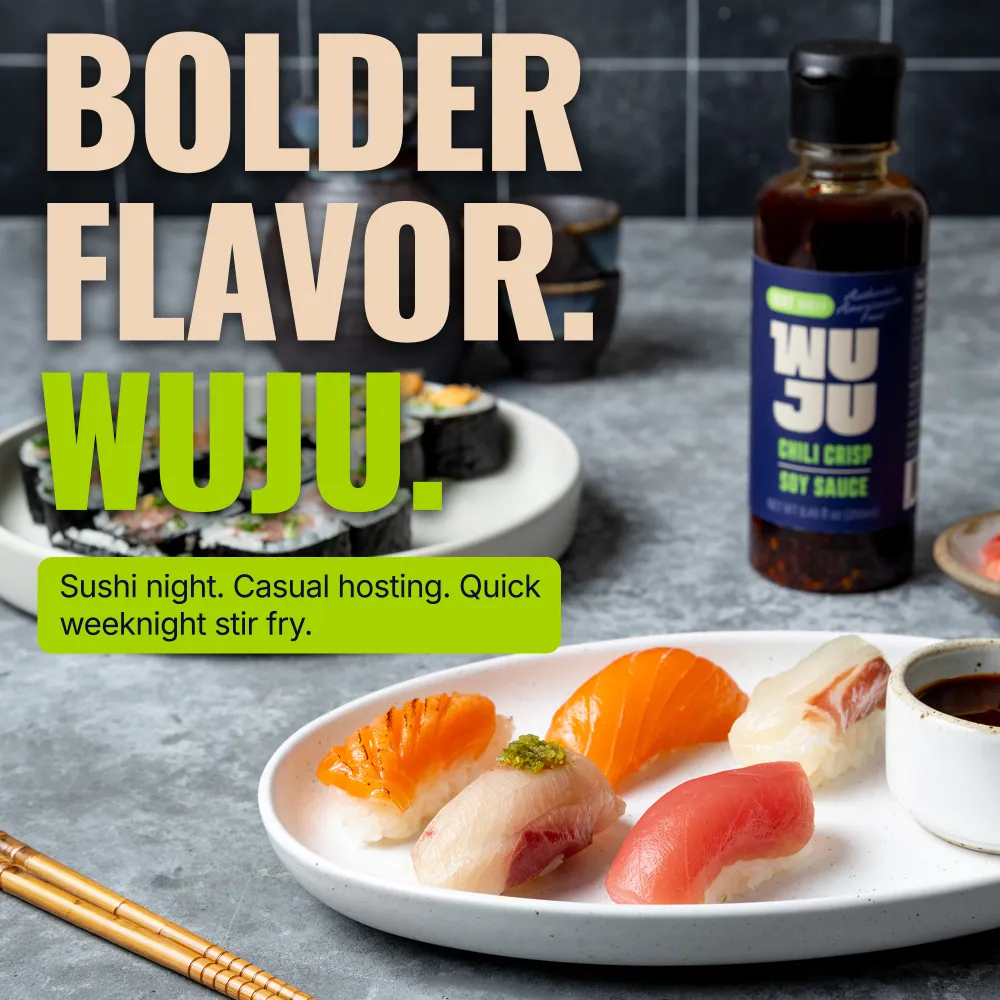 BOLDER
FLAVOR.
WUJU.
Sushi night. Casual hosting. Quick
weeknight stir fry.
WU
JU
CHILI CRISP
SOY SAUCE